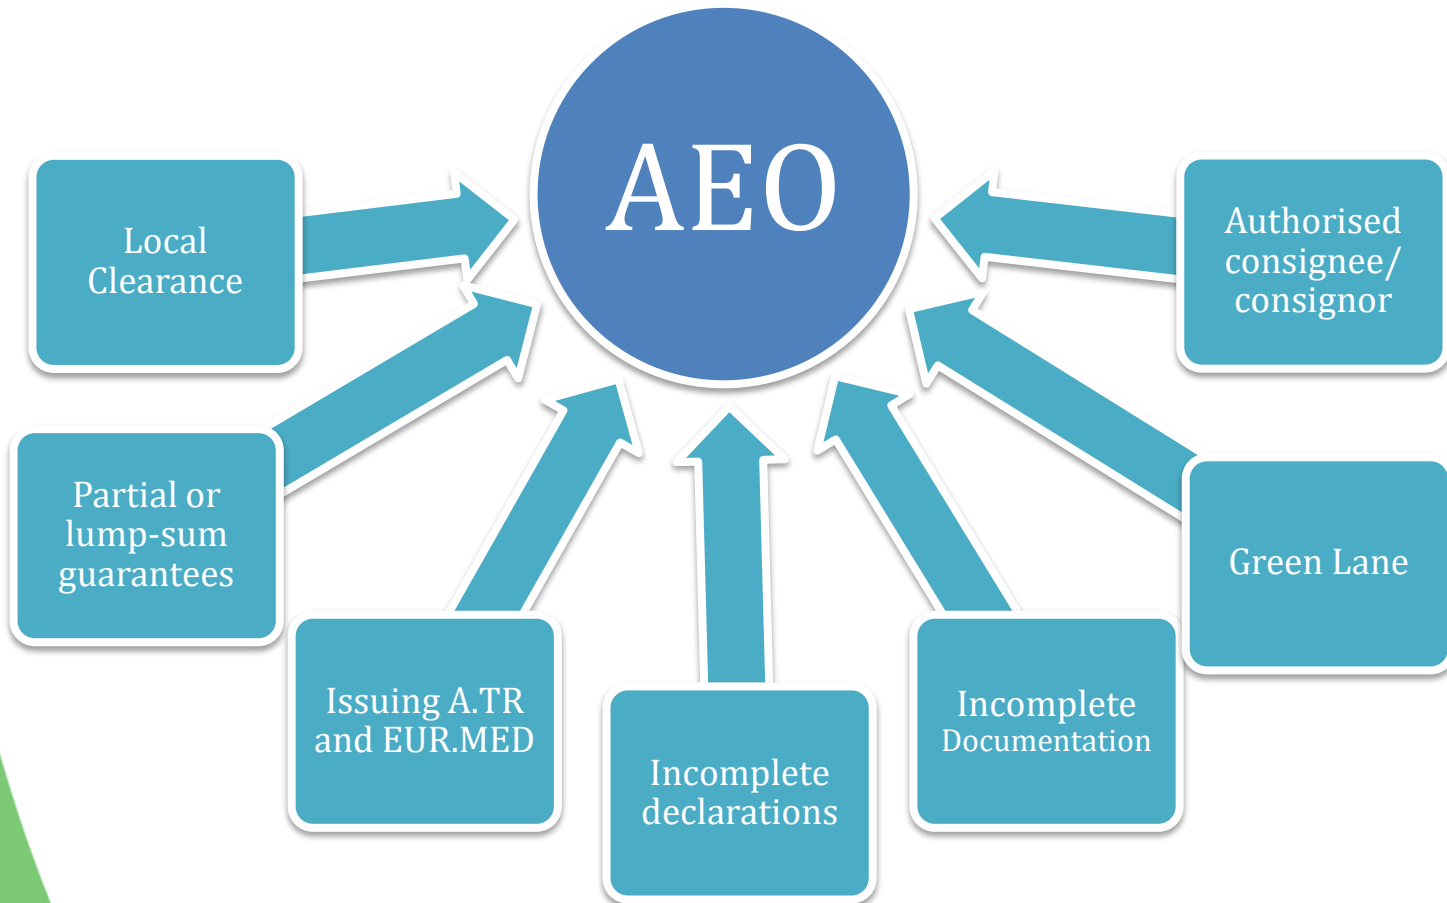 AEO
Local
Clearance
Authorised
consignee/
consignor
Partial or
lump-sum
guarantees
Green Lane
Issuing A.TR
and EUR.MED
Incomplete
Documentation
Incomplete
declarations